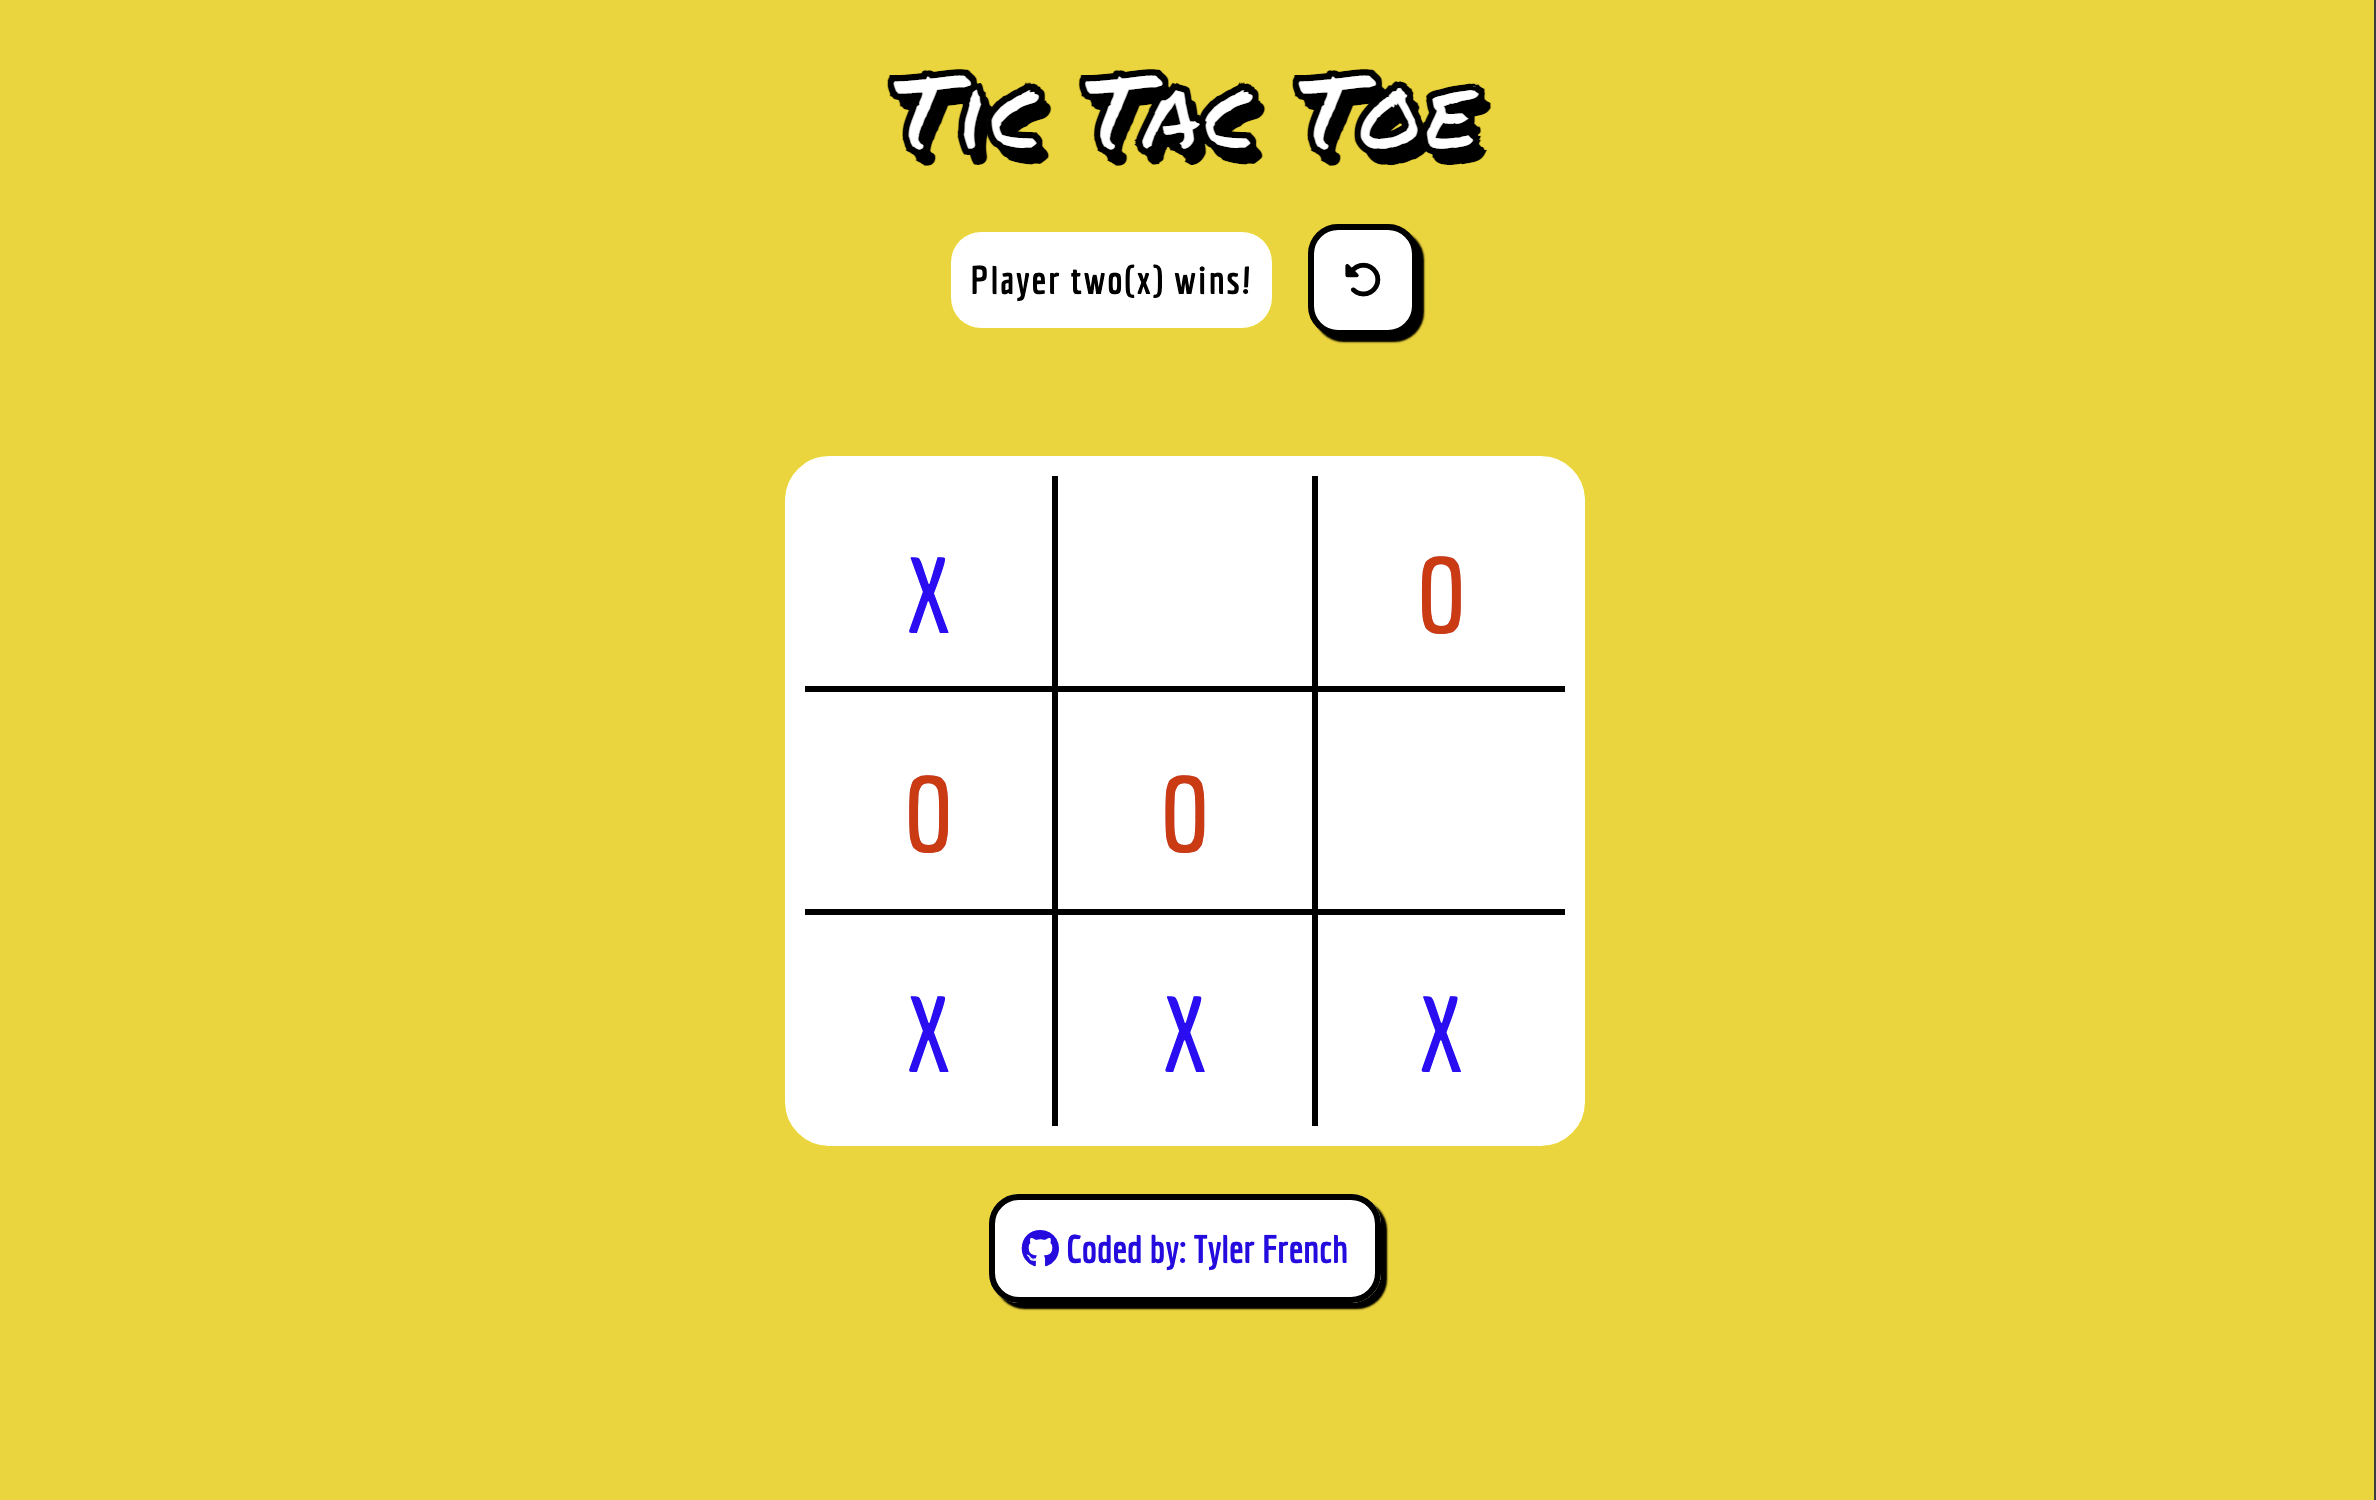 Tic Tac Toe
Player two(x) wins!
X O
O O
X X X
Coded by: Tyler French